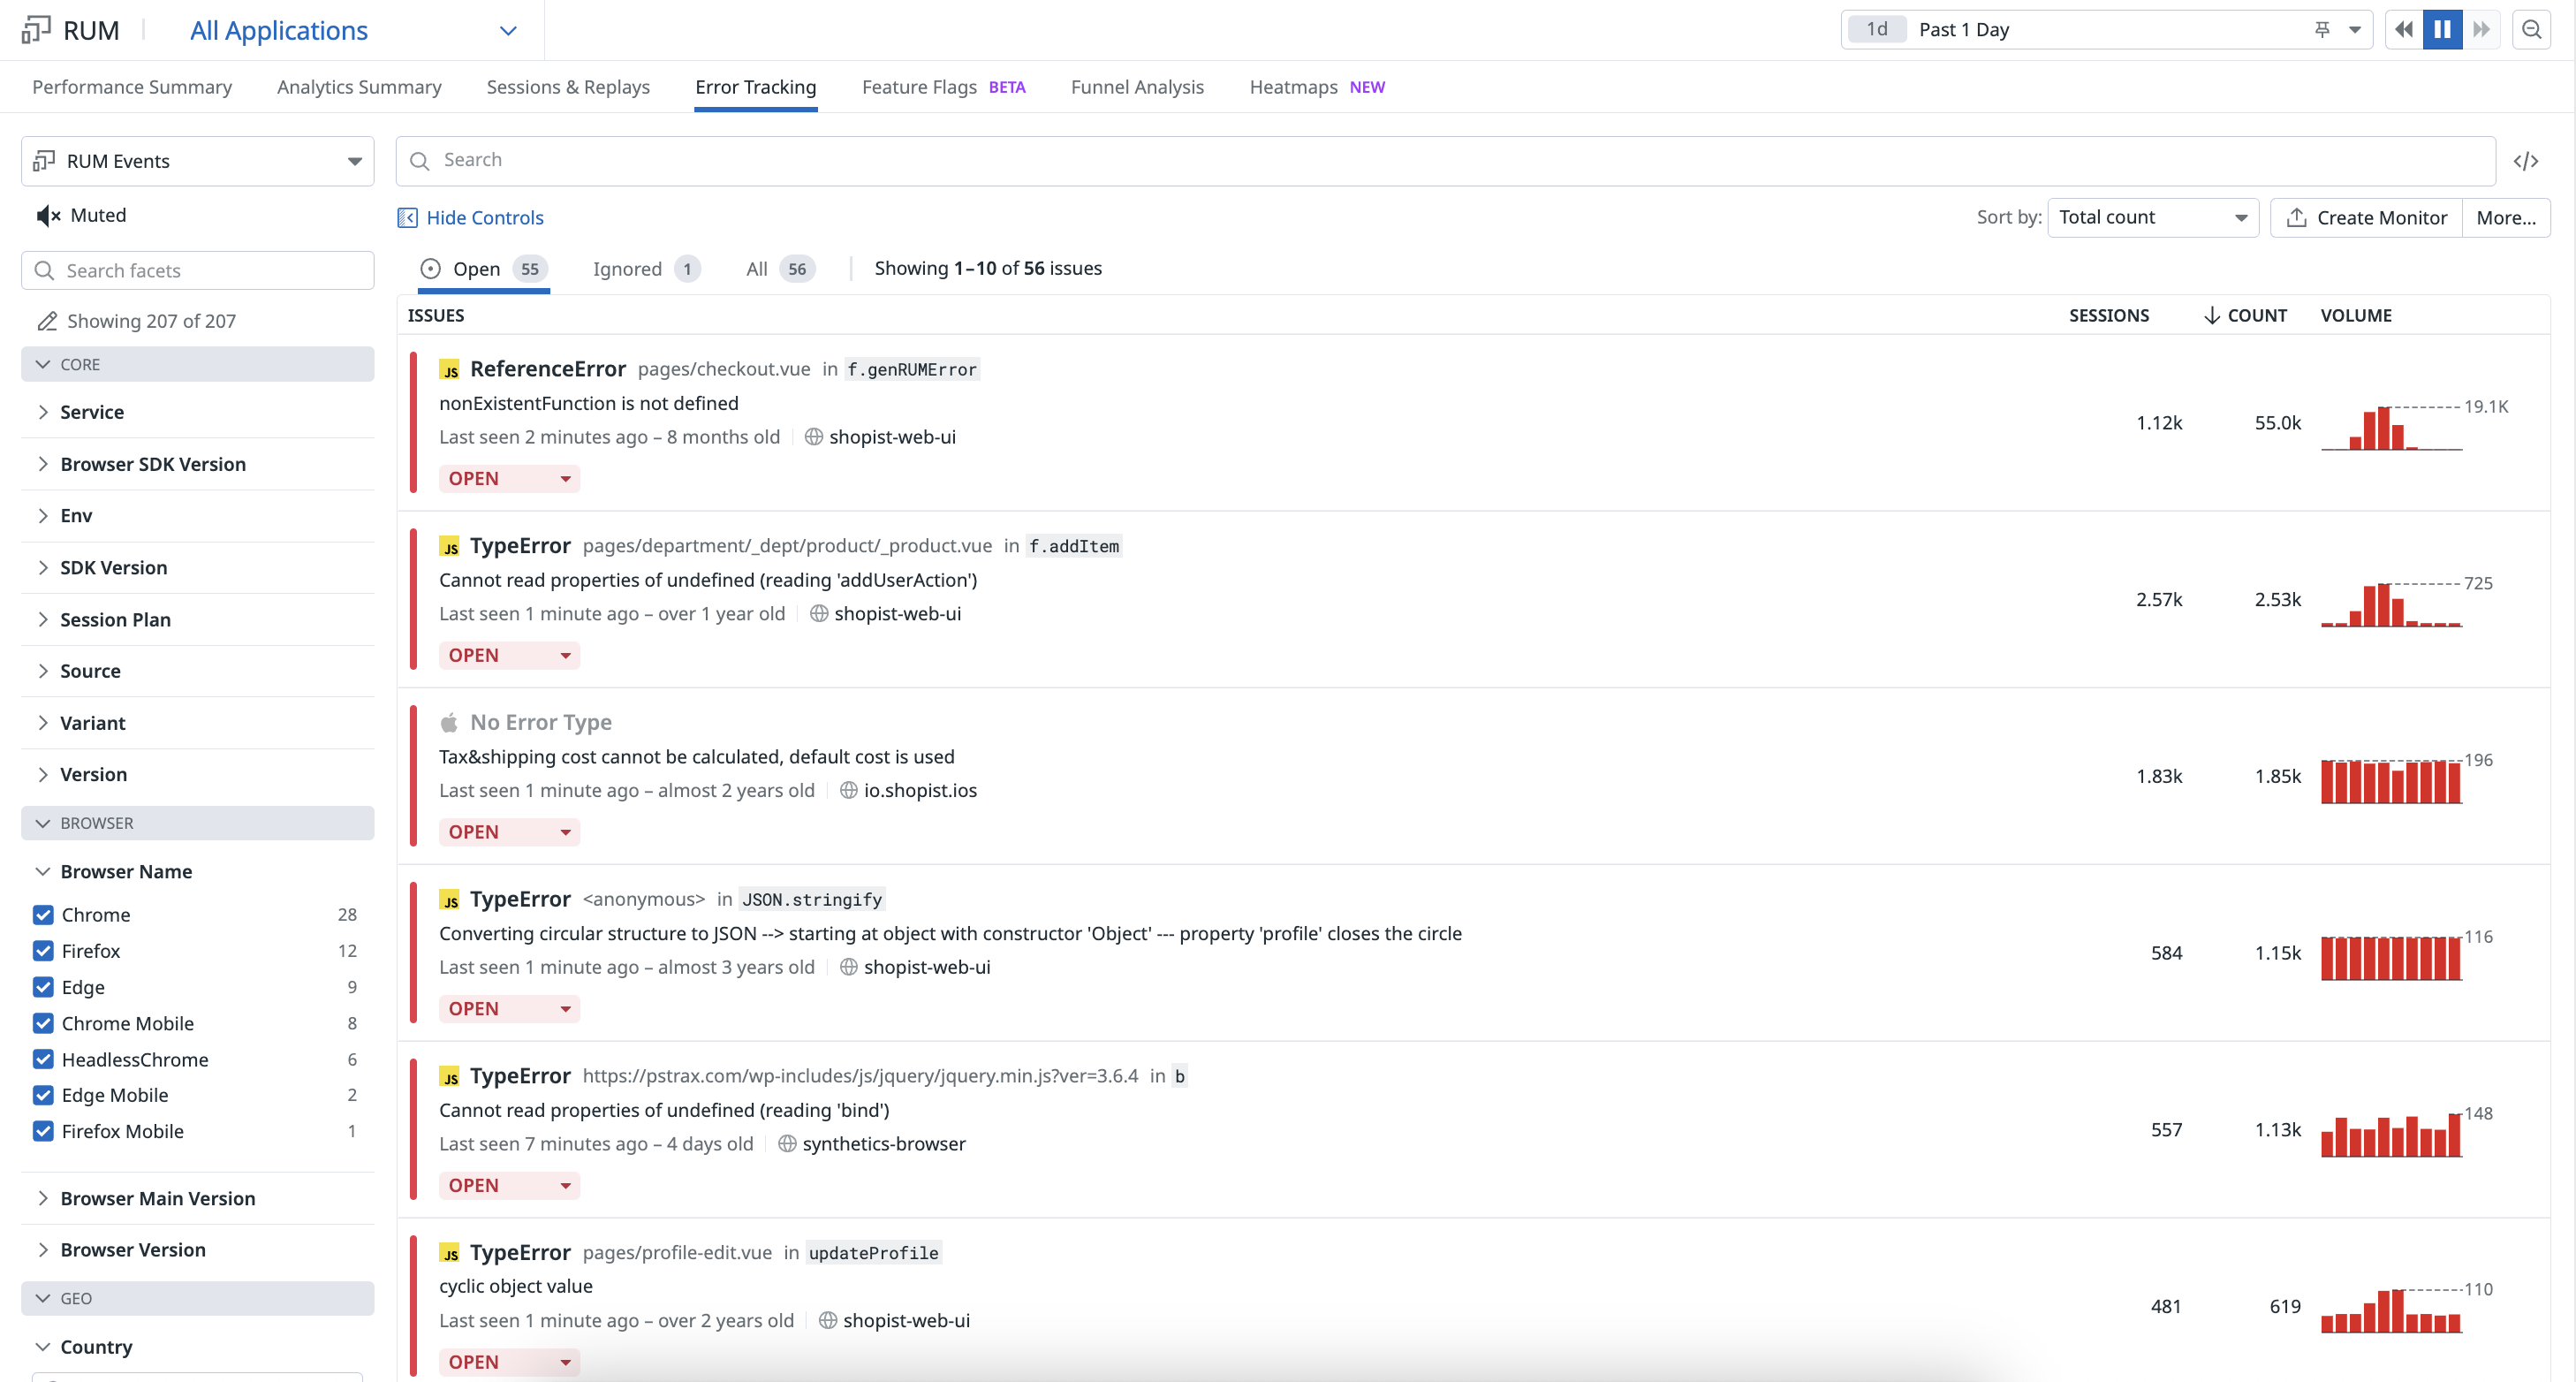 RUM
All Applications
1d Past 1 Day
Performance Summary
Analytics Summary
Sessions & Replays
Error Tracking
Feature Flags BETA
Funnel Analysis
Heatmaps NEW
RUM Events
Search
</>
Muted
Hide Controls
Sort by: Total count
Create Monitor
More...
Search facets
Open 55
Ignored 1
All 56
Showing 1–10 of 56 issues
Showing 207 of 207
CORE
Service
Browser SDK Version
Env
SDK Version
Session Plan
Source
Variant
Version
BROWSER
Browser Name
Chrome 28
Firefox 12
Edge 9
Chrome Mobile 8
HeadlessChrome 6
Edge Mobile 2
Firefox Mobile 1
Browser Main Version
Browser Version
GEO
Country
ISSUES SESSIONS COUNT VOLUME
JS ReferenceError pages/checkout.vue in f.genRUMError
nonExistentFunction is not defined
Last seen 2 minutes ago – 8 months old shopist-web-ui
OPEN
1.12k 55.0k 19.1K
JS TypeError pages/department/_dept/product/_product.vue in f.addItem
Cannot read properties of undefined (reading 'addUserAction')
Last seen 1 minute ago – over 1 year old shopist-web-ui
OPEN
2.57k 2.53k 725
No Error Type
Tax&shipping cost cannot be calculated, default cost is used
Last seen 1 minute ago – almost 2 years old io.shopist.ios
OPEN
1.83k 1.85k 196
JS TypeError <anonymous> in JSON.stringify
Converting circular structure to JSON --> starting at object with constructor 'Object' --- property 'profile' closes the circle
Last seen 1 minute ago – almost 3 years old shopist-web-ui
OPEN
584 1.15k 116
JS TypeError https://pstrax.com/wp-includes/js/jquery/jquery.min.js?ver=3.6.4 in b
Cannot read properties of undefined (reading 'bind')
Last seen 7 minutes ago – 4 days old synthetics-browser
OPEN
557 1.13k 148
JS TypeError pages/profile-edit.vue in updateProfile
cyclic object value
Last seen 1 minute ago – over 2 years old shopist-web-ui
OPEN
481 619 110